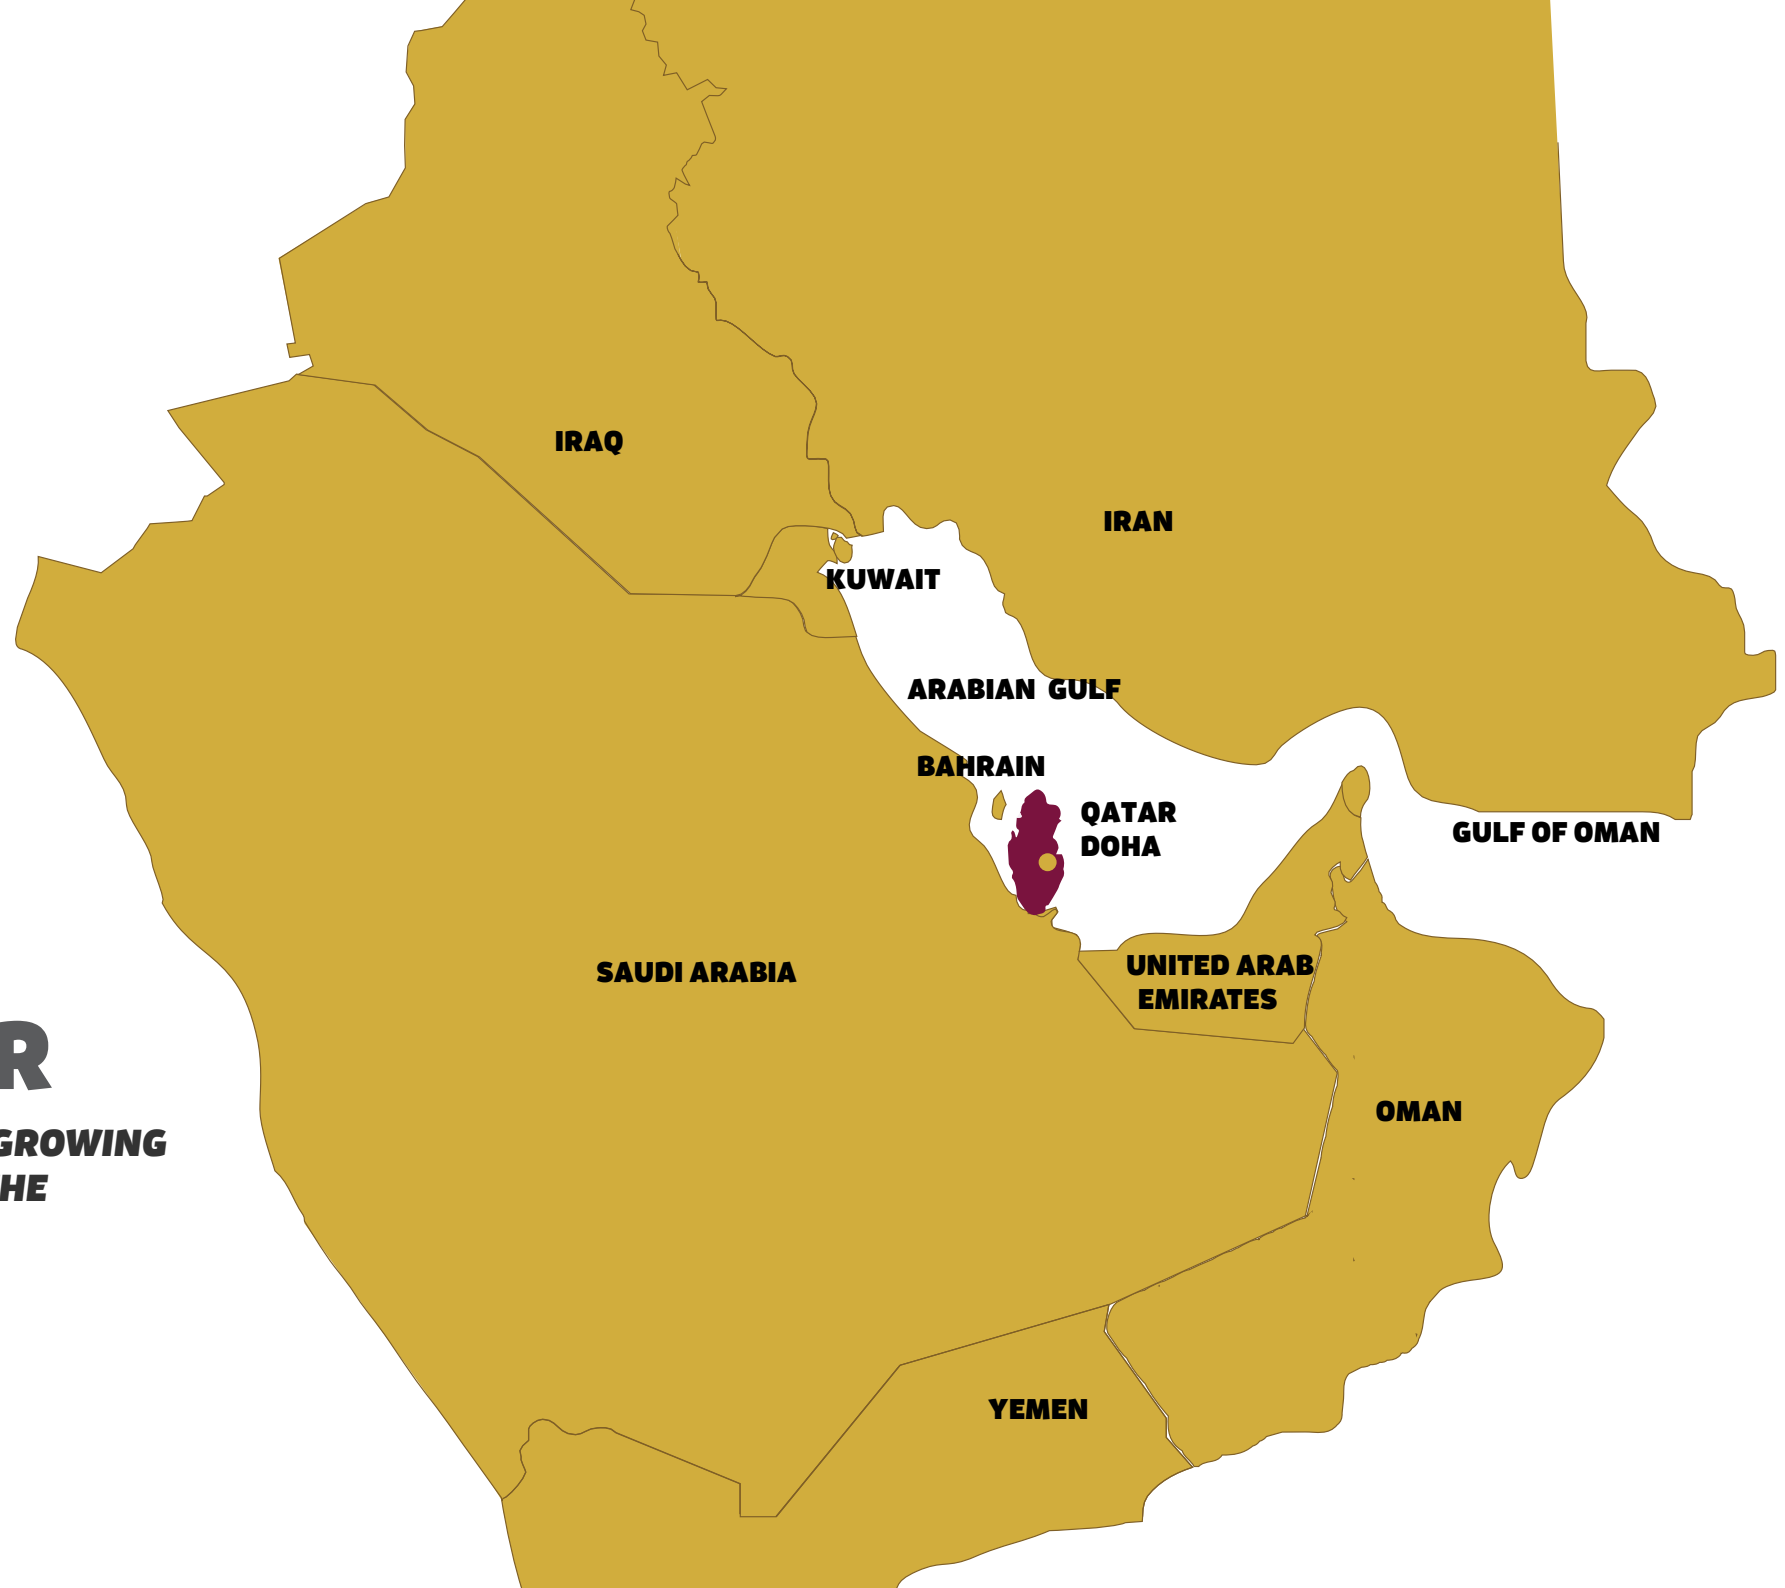 IRAQ
IRAN
KUWAIT
ARABIAN GULF
BAHRAIN
QATAR
DOHA
GULF OF OMAN
SAUDI ARABIA
UNITED ARAB
EMIRATES
R
GROWING
HE
OMAN
YEMEN